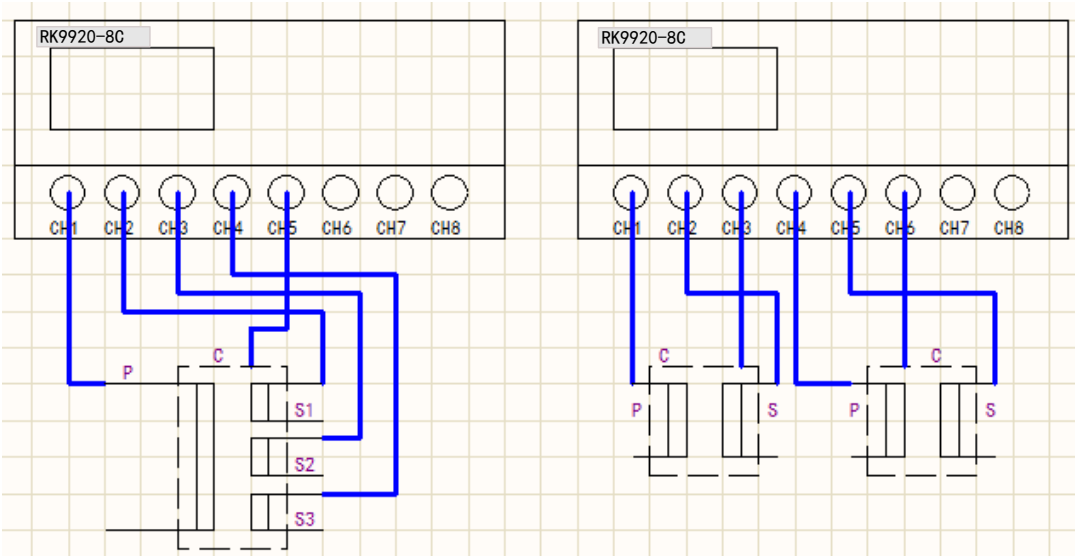 RK9920-8C
CH1 CH2 CH3 CH4 CH5 CH6 CH7 CH8
C
P
S1
S2
S3
RK9920-8C
CH1 CH2 CH3 CH4 CH5 CH6 CH7 CH8
C C
P S P S